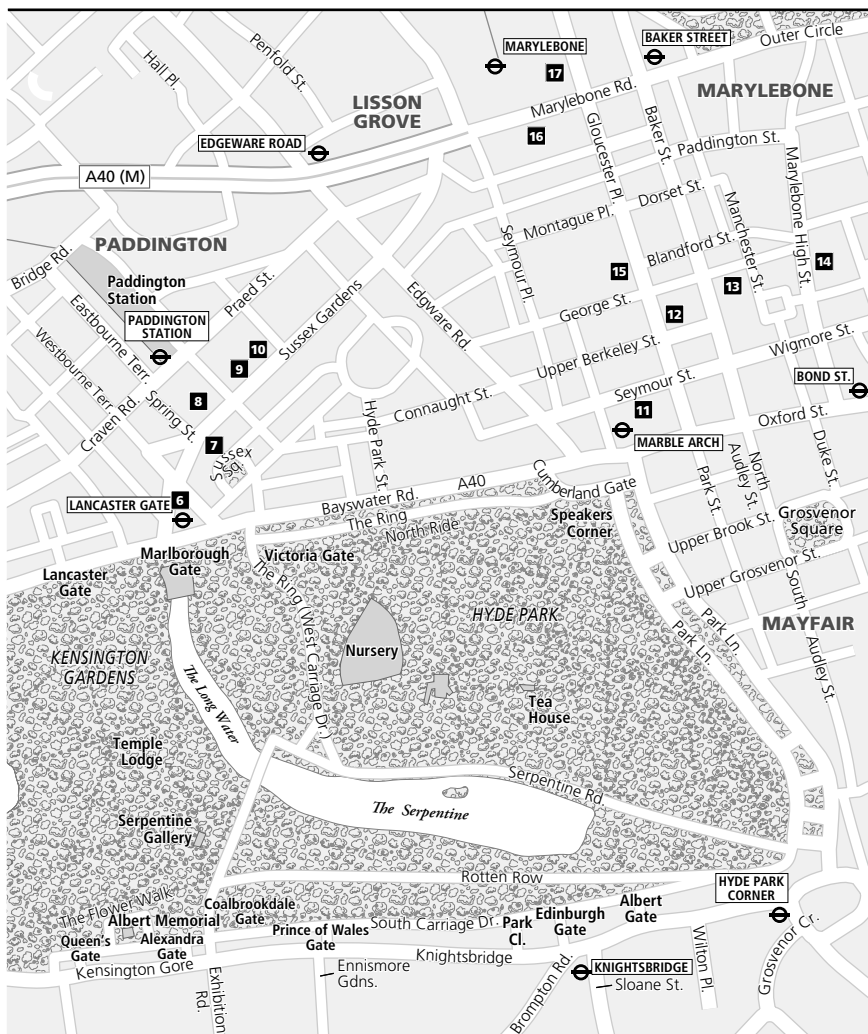 MARYLEBONE
BAKER STREET
Outer Circle
Penfold St.
Hall Pl.
17
Marylebone Rd.
MARYLEBONE
LISSON
GROVE
16
Gloucester Pl.
Baker St.
Paddington St.
EDGEWARE ROAD
A40 (M)
Marylebone High St.
Dorset St.
Montague Pl.
Manchester St.
Seymour Pl.
Blandford St.
14
PADDINGTON
Bridge Rd.
Paddington
Station
Praed St.
Sussex Gardens
Edgware Rd.
15
13
George St.
12
Eastbourne Terr.
PADDINGTON
STATION
Westbourne Terr.
10
9
Upper Berkeley St.
Wigmore St.
Seymour St.
BOND ST.
8
Craven Rd.
Spring St.
Connaught St.
Hyde Park St.
11
Oxford St.
MARBLE ARCH
7
Sussex
Sq.
Duke St.
North
Audley St.
Park St.
LANCASTER GATE
6
Bayswater Rd.
A40
Cumberland Gate
The Ring
North Ride
Speakers
Corner
Grosvenor
Square
Upper Brook St.
Marlborough
Gate
Victoria Gate
Lancaster
Gate
The Ring (West Carriage Dr.)
Upper Grosvenor St.
HYDE PARK
Park Ln.
Park Ln.
South Audley St.
MAYFAIR
KENSINGTON
GARDENS
Nursery
The Long Water
Tea
House
Temple
Lodge
Serpentine Rd.
The Serpentine
Serpentine
Gallery
Rotten Row
HYDE PARK
CORNER
The Flower Walk
Coalbrookdale
Gate
Albert
Gate
Edinburgh
Gate
Albert Memorial
South Carriage Dr.
Park
Cl.
Prince of Wales
Gate
Queen's
Gate
Alexandra
Gate
Knightsbridge
Kensington Gore
Exhibition
Rd.
Ennismore
Gdns.
Brompton Rd.
KNIGHTSBRIDGE
Sloane St.
Wilton Pl.
Grosvenor Cr.